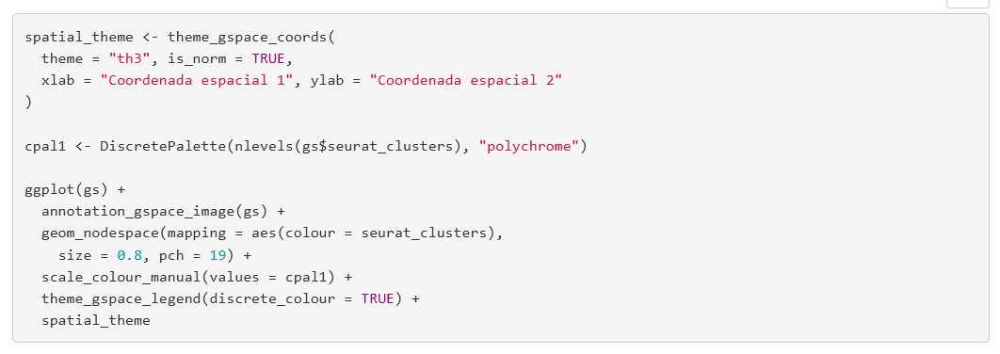 spatial_theme <- theme_gspace_coords(
  theme = "th3", is_norm = TRUE,
  xlab = "Coordenada espacial 1", ylab = "Coordenada espacial 2"
)

cpal1 <- DiscretePalette(nlevels(gs$seurat_clusters), "polychrome")

ggplot(gs) +
  annotation_gspace_image(gs) +
  geom_nodespace(mapping = aes(colour = seurat_clusters),
    size = 0.8, pch = 19) +
  scale_colour_manual(values = cpal1) +
  theme_gspace_legend(discrete_colour = TRUE) +
  spatial_theme